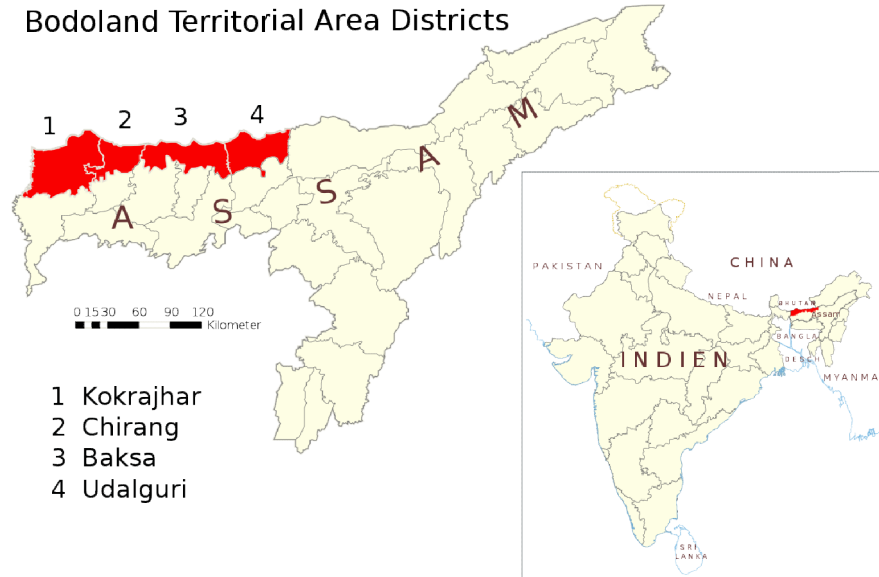 Bodoland Territorial Area Districts
1 2 3 4
A S S A M
0 15 30 60 90 120
Kilometer
1 Kokrajhar
2 Chirang
3 Baksa
4 Udalguri
PAKISTAN
CHINA
NEPAL
BHUTAN
Assam
BANGLA
DESCH
INDIEN
MYANMA
SRI
LANKA